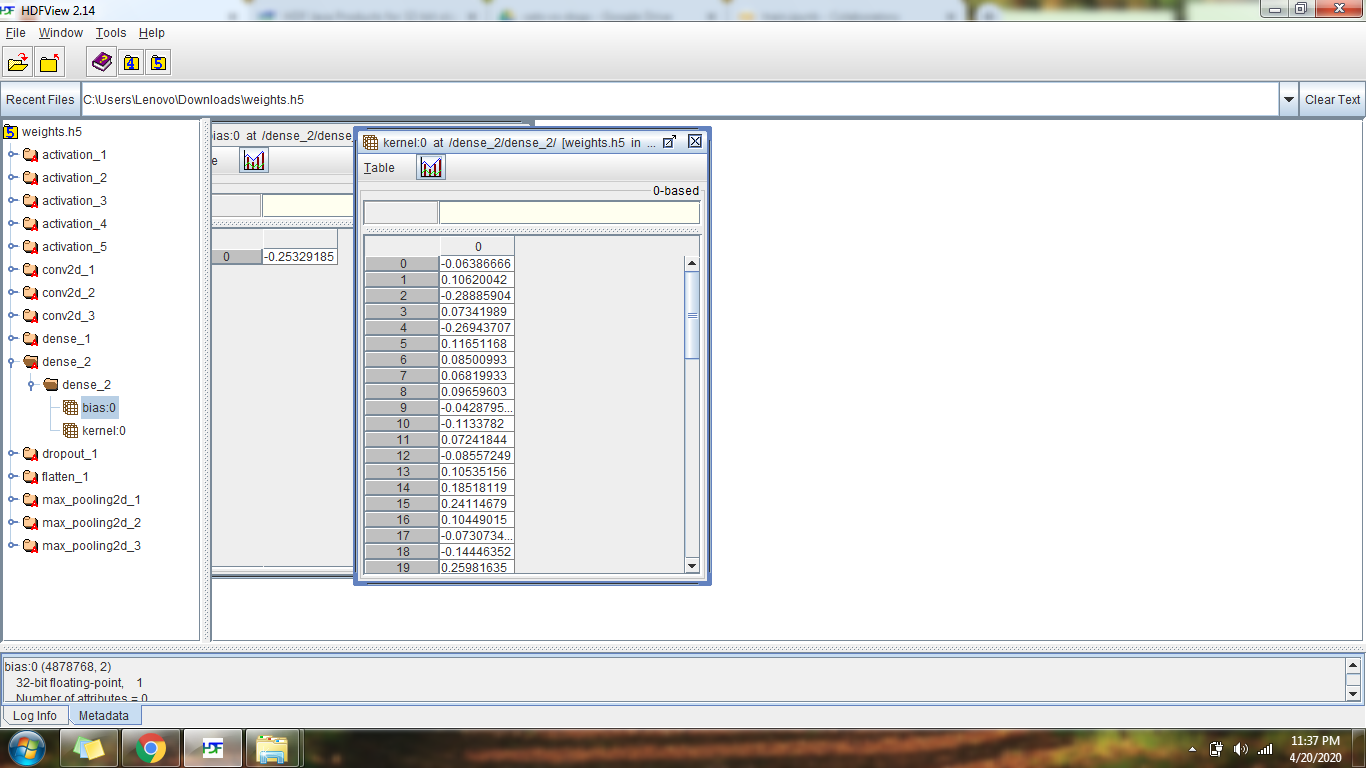 HDFView 2.14
File Window Tools Help
4 5
Recent Files C:\Users\Lenovo\Downloads\weights.h5 Clear Text
5 weights.h5
activation_1
activation_2
activation_3
activation_4
activation_5
conv2d_1
conv2d_2
conv2d_3
dense_1
dense_2
dense_2
bias:0
kernel:0
dropout_1
flatten_1
max_pooling2d_1
max_pooling2d_2
max_pooling2d_3
ias:0 at /dense_2/dense_
e
0 -0.25329185
kernel:0 at /dense_2/dense_2/ [weights.h5 in ...
Table
0-based
0
0 -0.06386666
1 0.10620042
2 -0.28885904
3 0.07341989
4 -0.26943707
5 0.11651168
6 0.08500993
7 0.06819933
8 0.09659603
9 -0.0428795...
10 -0.1133782
11 0.07241844
12 -0.08557249
13 0.10535156
14 0.18518119
15 0.24114679
16 0.10449015
17 -0.0730734...
18 -0.14446352
19 0.25981635
bias:0 (4878768, 2)
32-bit floating-point, 1
Number of attributes = 0
Log Info Metadata
HDF
11:37 PM
4/20/2020